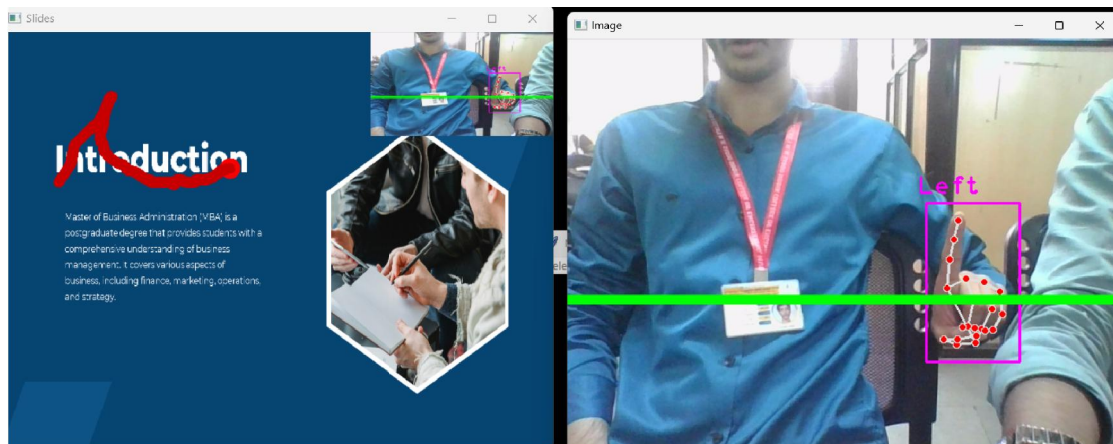 Slides
Introduction
Master of Business Administration (MBA) is a
postgraduate degree that provides students with a
comprehensive understanding of business
management. It covers various aspects of
business, including finance, marketing, operations,
and strategy.
Image
Left